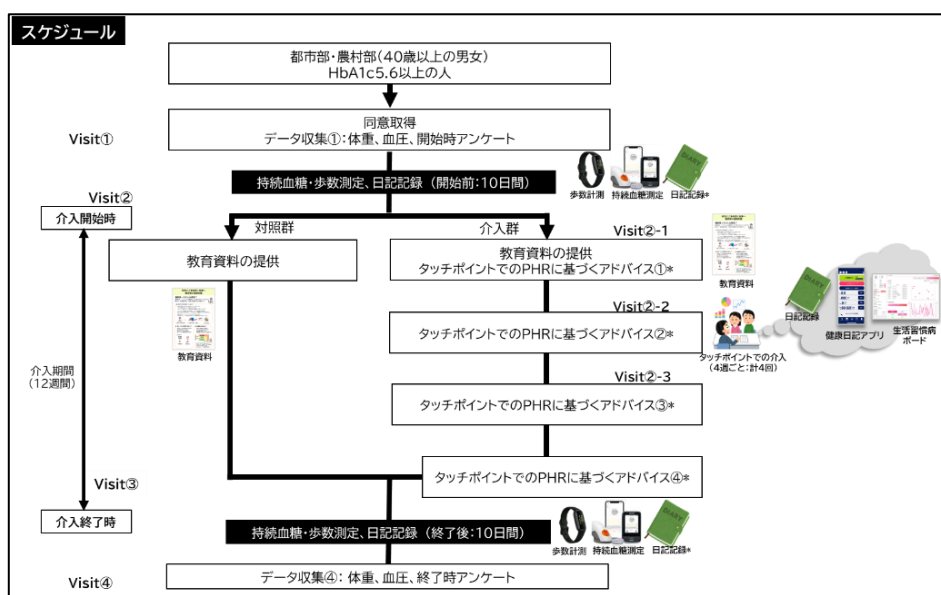 スケジュール
都市部・農村部(40歳以上の男女)
HbA1c5.6以上の人
Visit①
同意取得
データ収集①:体重、血圧、開始時アンケート
持続血糖・歩数測定、日記記録 (開始前:10日間)
DIARY
歩数計測
持続血糖測定
日記記録*
Visit②
介入開始時
対照群
介入群
Visit②-1
教育資料の提供
教育資料の提供
タッチポイントでのPHRに基づくアドバイス①*
教育資料
教育資料
Visit②-2
タッチポイントでのPHRに基づくアドバイス②*
タッチポイントでの介入
(4週ごと:計4回)
DIARY
日記記録
健康日記アプリ
生活習慣病
ボード
介入期間
(12週間)
Visit②-3
タッチポイントでのPHRに基づくアドバイス③*
タッチポイントでのPHRに基づくアドバイス④*
Visit③
介入終了時
持続血糖・歩数測定、日記記録 (終了後:10日間)
DIARY
歩数計測
持続血糖測定
日記記録*
Visit④
データ収集④: 体重、血圧、終了時アンケート